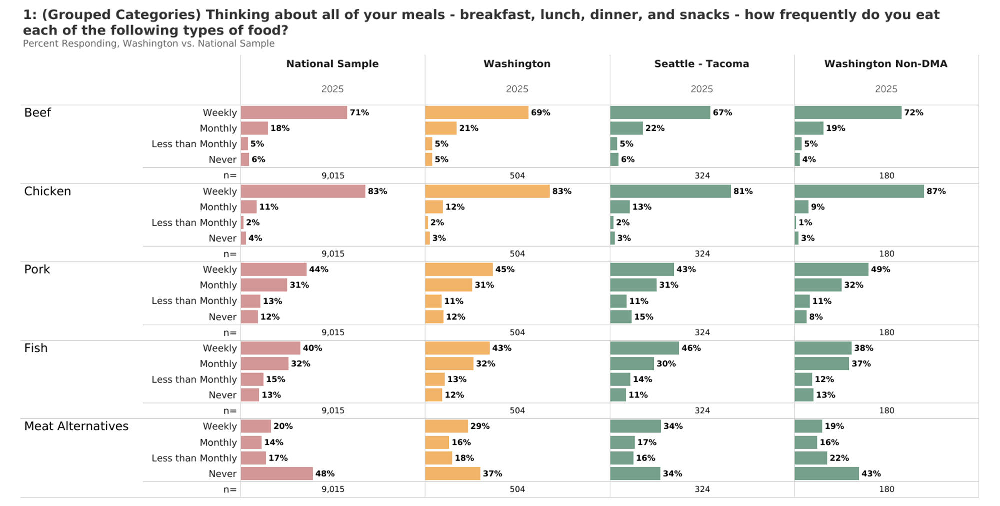 1: (Grouped Categories) Thinking about all of your meals - breakfast, lunch, dinner, and snacks - how frequently do you eat
each of the following types of food?
Percent Responding, Washington vs. National Sample
National Sample Washington Seattle - Tacoma Washington Non-DMA
2025 2025 2025 2025
Beef Weekly 71% 69% 67% 72%
Monthly 18% 21% 22% 19%
Less than Monthly 5% 5% 5% 5%
Never 6% 5% 6% 4%
n= 9,015 504 324 180
Chicken Weekly 83% 83% 81% 87%
Monthly 11% 12% 13% 9%
Less than Monthly 2% 2% 2% 1%
Never 4% 3% 3% 3%
n= 9,015 504 324 180
Pork Weekly 44% 45% 43% 49%
Monthly 31% 31% 31% 32%
Less than Monthly 13% 11% 11% 11%
Never 12% 12% 15% 8%
n= 9,015 504 324 180
Fish Weekly 40% 43% 46% 38%
Monthly 32% 32% 30% 37%
Less than Monthly 15% 13% 14% 12%
Never 13% 12% 11% 13%
n= 9,015 504 324 180
Meat Alternatives Weekly 20% 29% 34% 19%
Monthly 14% 16% 17% 16%
Less than Monthly 17% 18% 16% 22%
Never 48% 37% 34% 43%
n= 9,015 504 324 180